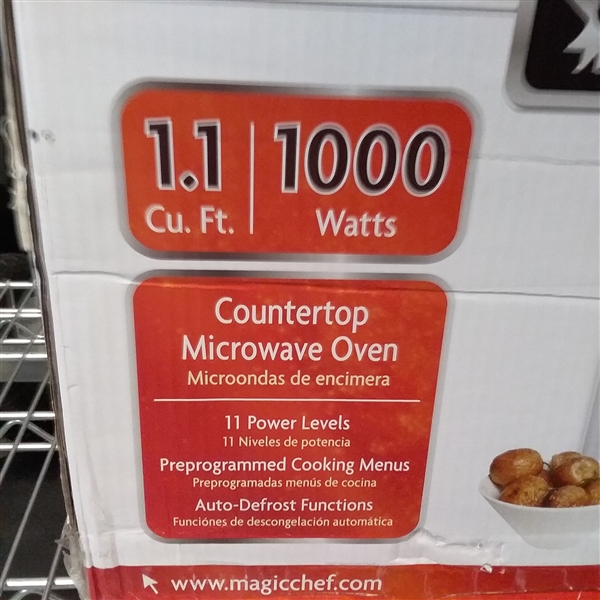 1.1 1000
Cu. Ft. Watts
Countertop
Microwave Oven
Microondas de encimera
11 Power Levels
11 Niveles de potencia
Preprogrammed Cooking Menus
Preprogramadas menús de cocina
Auto-Defrost Functions
Funciónes de descongelación automática
www.magicchef.com